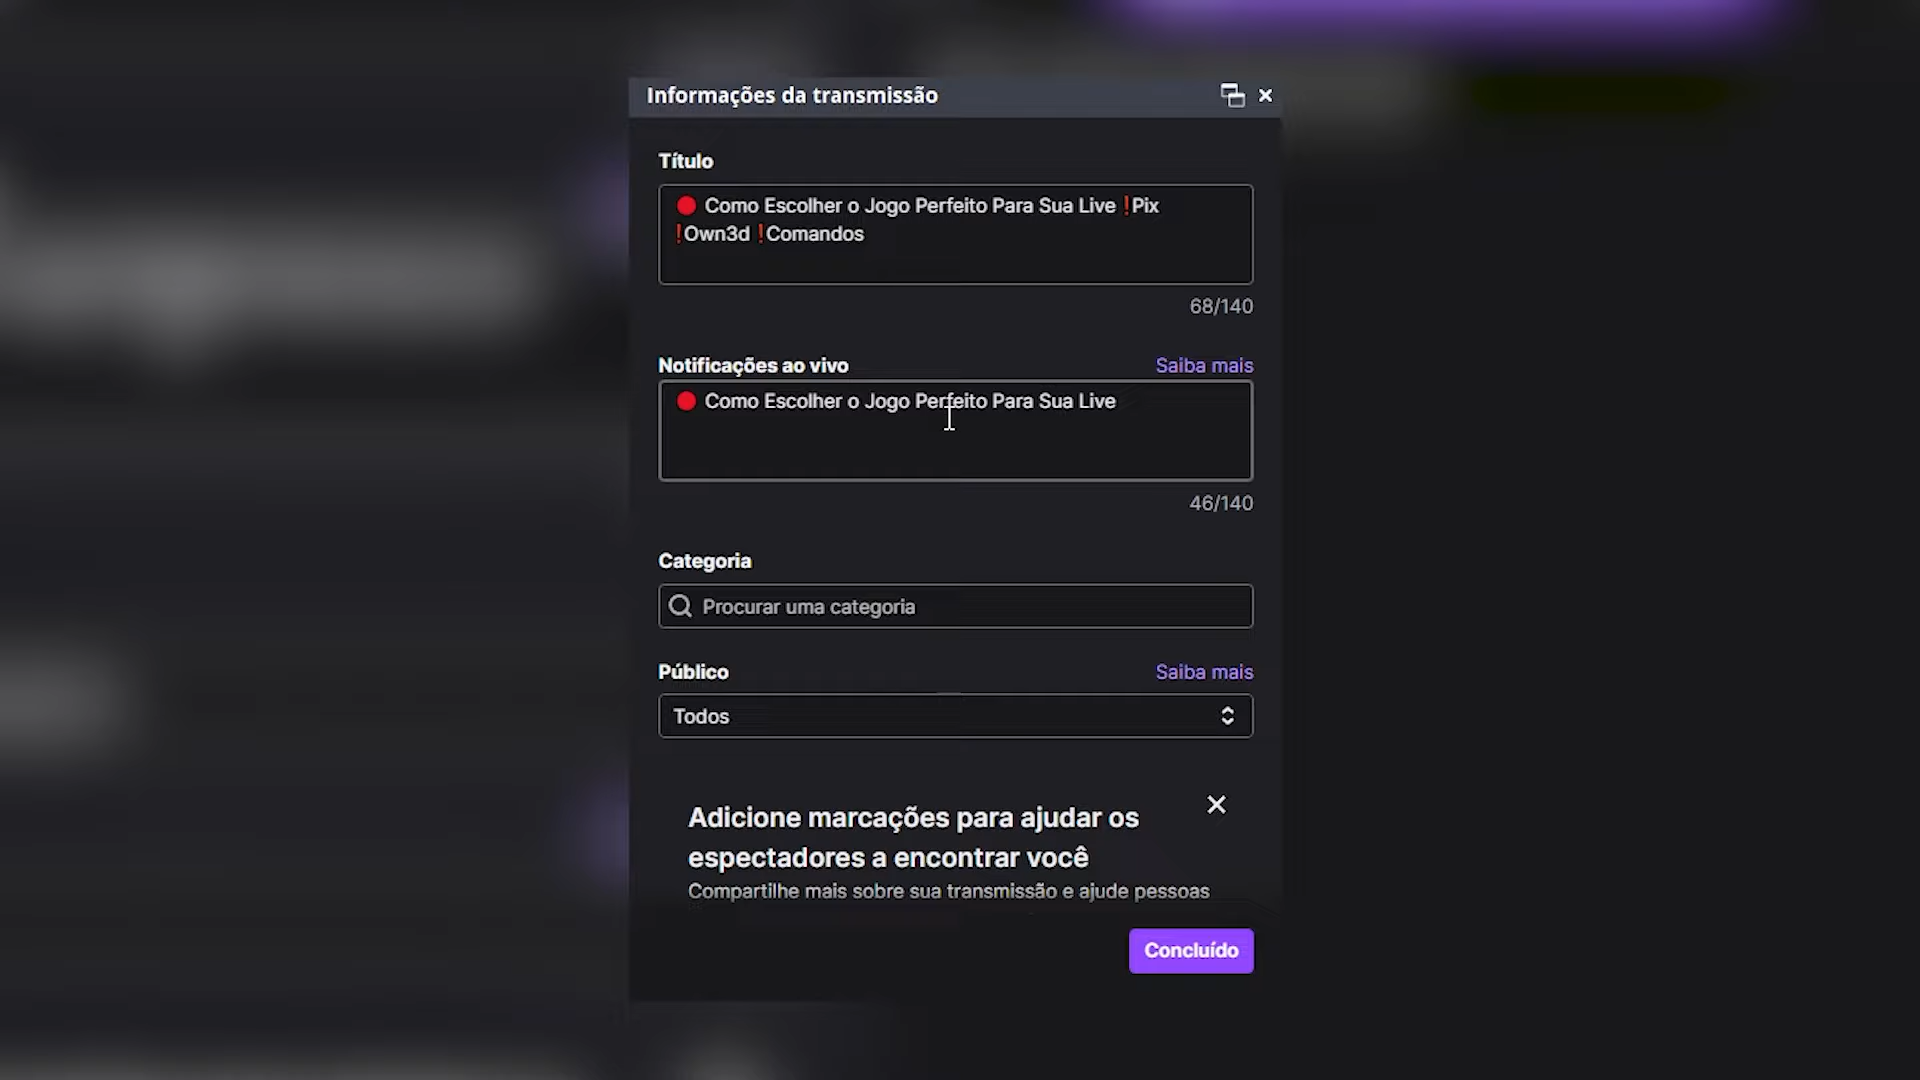 Informações da transmissão
Título
🔴 Como Escolher o Jogo Perfeito Para Sua Live ❗Pix
❗Own3d ❗Comandos
68/140
Notificações ao vivo Saiba mais
🔴 Como Escolher o Jogo Perfeito Para Sua Live
46/140
Categoria
Procurar uma categoria
Público Saiba mais
Todos
Adicione marcações para ajudar os
espectadores a encontrar você
Compartilhe mais sobre sua transmissão e ajude pessoas
Concluído